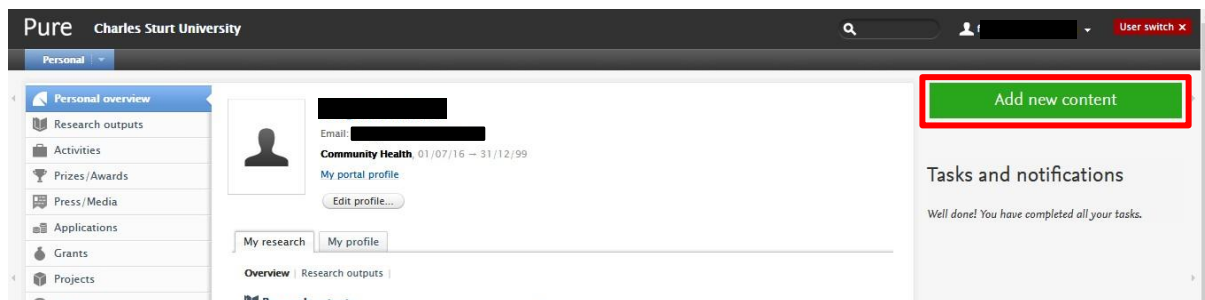 Pure Charles Sturt University
User switch ×
Personal
Personal overview
Research outputs
Activities
Prizes/Awards
Press/Media
Applications
Grants
Projects
Email:
Community Health, 01/07/16 → 31/12/99
My portal profile
Edit profile...
My research
My profile
Overview | Research outputs |
Add new content
Tasks and notifications
Well done! You have completed all your tasks.